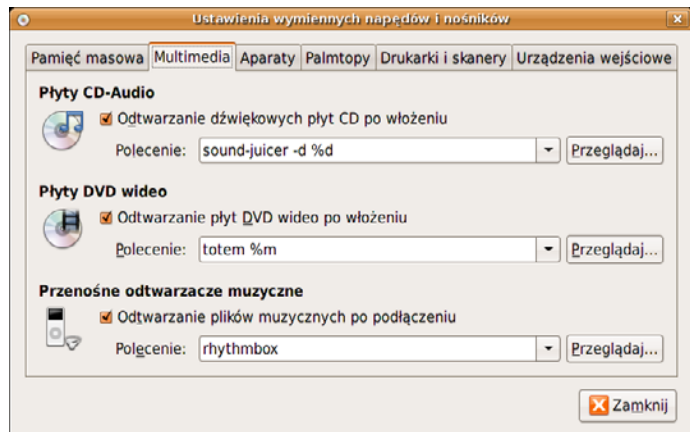 Ustawienia wymiennych napędów i nośników
Pamięć masowa Multimedia Aparaty Palmtopy Drukarki i skanery Urządzenia wejściowe
Płyty CD-Audio
Odtwarzanie dźwiękowych płyt CD po włożeniu
Polecenie: sound-juicer -d %d Przeglądaj...
Płyty DVD wideo
Odtwarzanie płyt DVD wideo po włożeniu
Polecenie: totem %m Przeglądaj...
Przenośne odtwarzacze muzyczne
Odtwarzanie plików muzycznych po podłączeniu
Polecenie: rhythmbox Przeglądaj...
Zamknij